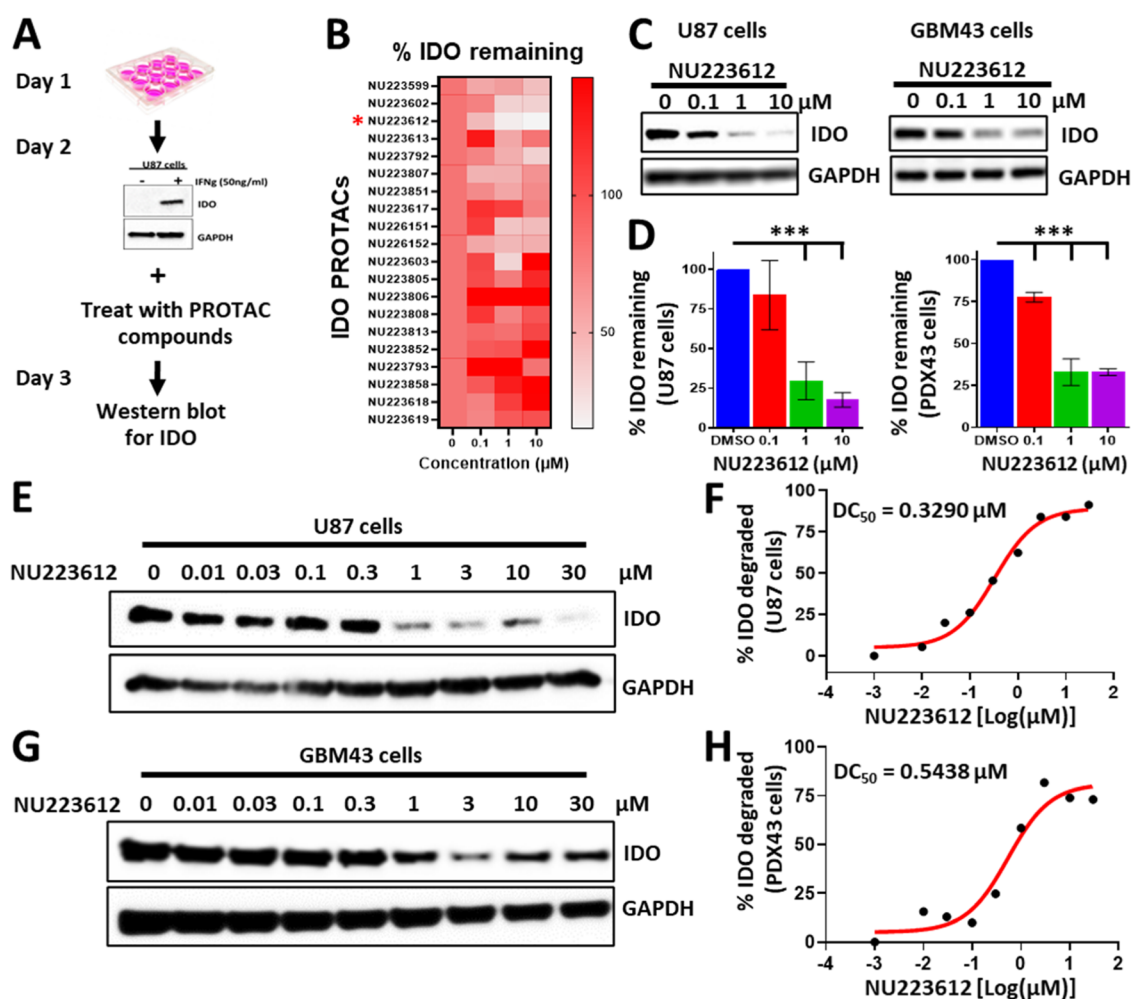 A
Day 1
Day 2
U87 cells
- + IFNg (50ng/ml)
IDO
GAPDH
+
Treat with PROTAC
compounds
Day 3
Western blot
for IDO
B
% IDO remaining
IDO PROTACs
NU223599
NU223602
* NU223612
NU223613
NU223792
NU223807
NU223851
NU223617
NU226151
NU226152
NU223603
NU223805
NU223806
NU223808
NU223813
NU223852
NU223793
NU223858
NU223618
NU223619
0 0.1 1 10
Concentration (µM)
100
50
C
U87 cells
NU223612
0 0.1 1 10 µM
IDO
GAPDH
GBM43 cells
NU223612
0 0.1 1 10 µM
IDO
GAPDH
D
***
% IDO remaining
(U87 cells)
100
75
50
25
0
DMSO 0.1 1 10
NU223612 (µM)
***
% IDO remaining
(PDX43 cells)
100
75
50
25
0
DMSO 0.1 1 10
NU223612 (µM)
E
U87 cells
NU223612 0 0.01 0.03 0.1 0.3 1 3 10 30 µM
IDO
GAPDH
F
DC50 = 0.3290 µM
% IDO degraded
(U87 cells)
100
75
50
25
0
-4 -3 -2 -1 0 1 2
NU223612 [Log(µM)]
G
GBM43 cells
NU223612 0 0.01 0.03 0.1 0.3 1 3 10 30 µM
IDO
GAPDH
H
DC50 = 0.5438 µM
% IDO degraded
(PDX43 cells)
100
75
50
25
0
-4 -3 -2 -1 0 1 2
NU223612 [Log(µM)]